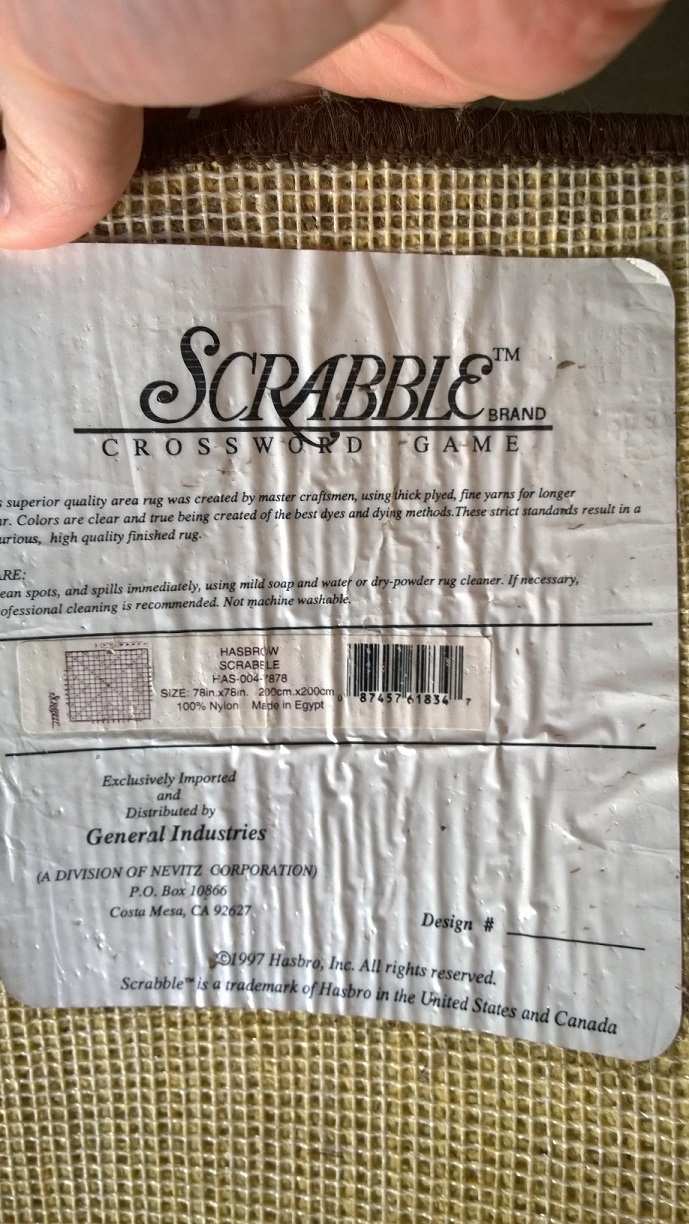 SCRABBLE™ BRAND
CROSSWORD GAME
superior quality area rug was created by master craftsmen, using thick plyed, fine yarns for longer
r. Colors are clear and true being created of the best dyes and dying methods.These strict standards result in a
urious, high quality finished rug.
ARE:
ean spots, and spills immediately, using mild soap and water or dry-powder rug cleaner. If necessary,
ofessional cleaning is recommended. Not machine washable.
HASBROW
SCRABBLE
HAS-004-7878
SIZE: 78in.x78in. 200cm.x200cm
100% Nylon Made in Egypt
0 87457 61834 7
Exclusively Imported
and
Distributed by
General Industries
(A DIVISION OF NEVITZ CORPORATION)
P.O. Box 10866
Costa Mesa, CA 92627
Design #
©1997 Hasbro, Inc. All rights reserved.
Scrabble™ is a trademark of Hasbro in the United States and Canada